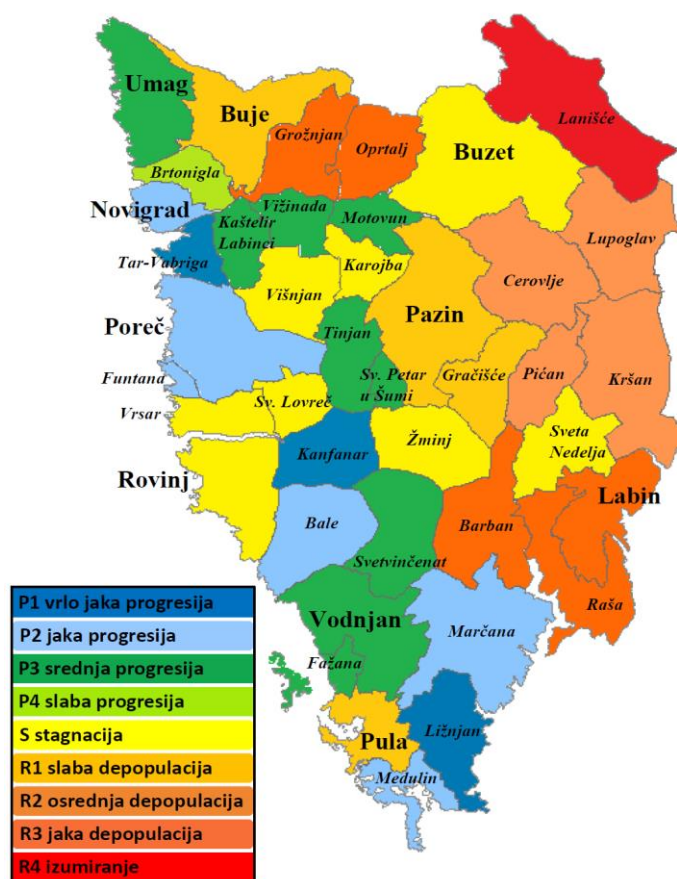 Umag
Buje
Grožnjan
Oprtalj
Buzet
Lanišće
Brtonigla
Novigrad
Kaštelir
Labinci
Vižinada
Motovun
Lupoglav
Tar-Vabriga
Karojba
Cerovlje
Višnjan
Poreč
Pazin
Tinjan
Funtana
Sv. Petar
u Šumi
Gračišće
Pićan
Kršan
Vrsar
Sv. Lovreč
Žminj
Sveta
Nedelja
Kanfanar
Rovinj
Labin
Bale
Barban
Svetvinčenat
Raša
Vodnjan
Marčana
Fažana
Pula
Ližnjan
Medulin
P1 vrlo jaka progresija
P2 jaka progresija
P3 srednja progresija
P4 slaba progresija
S stagnacija
R1 slaba depopulacija
R2 osrednja depopulacija
R3 jaka depopulacija
R4 izumiranje